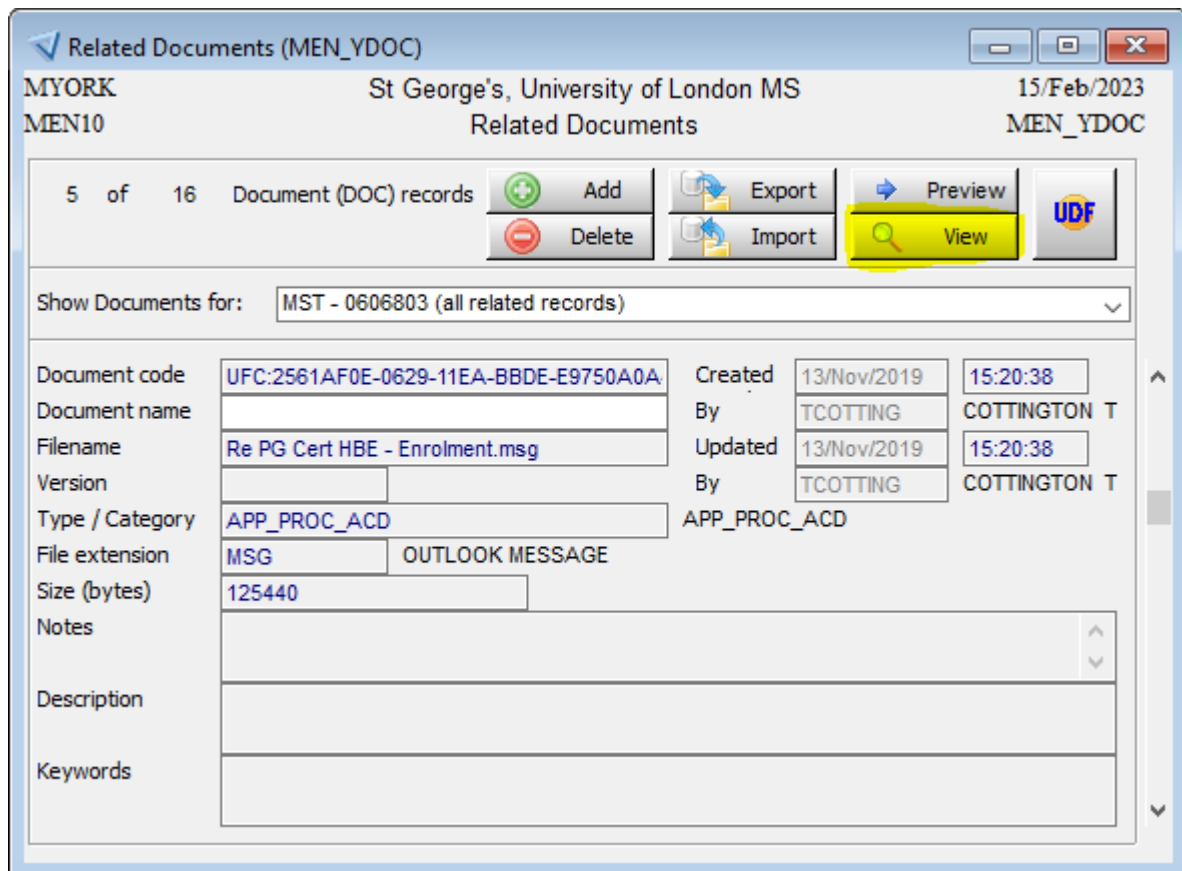 Related Documents (MEN_YDOC)
MYORK St George's, University of London MS 15/Feb/2023
MEN10 Related Documents MEN_YDOC
5 of 16 Document (DOC) records Add Export Preview UDF
Delete Import View
Show Documents for: MST - 0606803 (all related records)
Document code UFC:2561AF0E-0629-11EA-BBDE-E9750A0A- Created 13/Nov/2019 15:20:38
Document name By TCOTTING COTTINGTON T
Filename Re PG Cert HBE - Enrolment.msg Updated 13/Nov/2019 15:20:38
Version By TCOTTING COTTINGTON T
Type / Category APP_PROC_ACD APP_PROC_ACD
File extension MSG OUTLOOK MESSAGE
Size (bytes) 125440
Notes
Description
Keywords